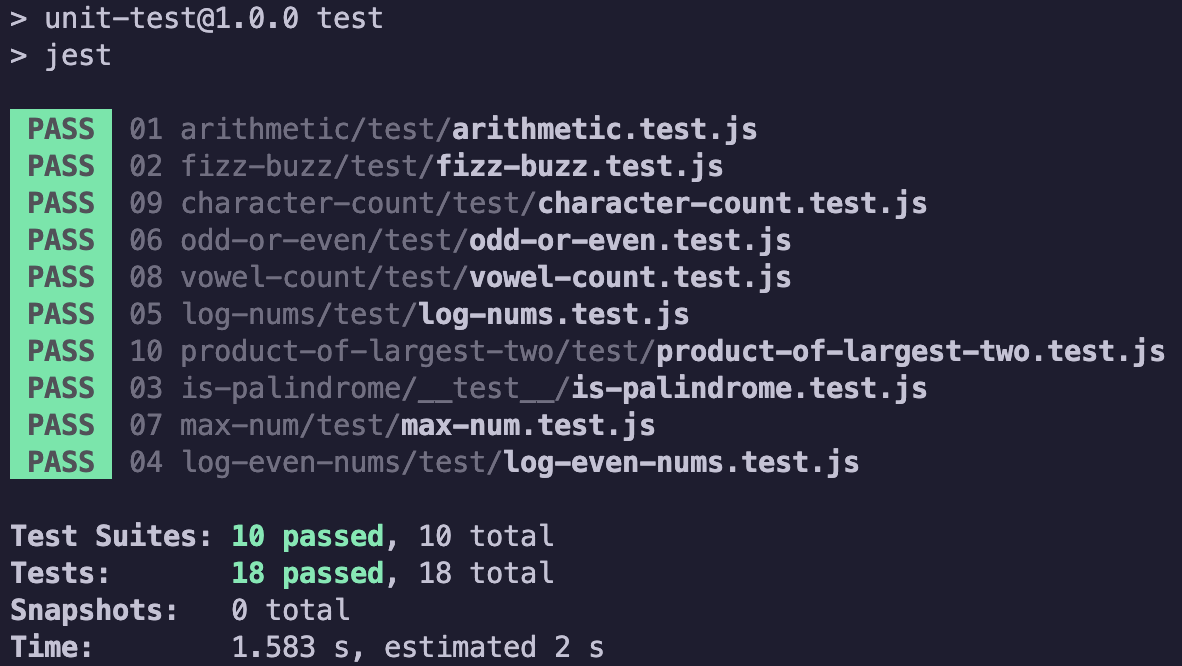 > unit-test@1.0.0 test
> jest
PASS 01 arithmetic/test/arithmetic.test.js
PASS 02 fizz-buzz/test/fizz-buzz.test.js
PASS 09 character-count/test/character-count.test.js
PASS 06 odd-or-even/test/odd-or-even.test.js
PASS 08 vowel-count/test/vowel-count.test.js
PASS 05 log-nums/test/log-nums.test.js
PASS 10 product-of-largest-two/test/product-of-largest-two.test.js
PASS 03 is-palindrome/__test__/is-palindrome.test.js
PASS 07 max-num/test/max-num.test.js
PASS 04 log-even-nums/test/log-even-nums.test.js
Test Suites: 10 passed, 10 total
Tests: 18 passed, 18 total
Snapshots: 0 total
Time: 1.583 s, estimated 2 s